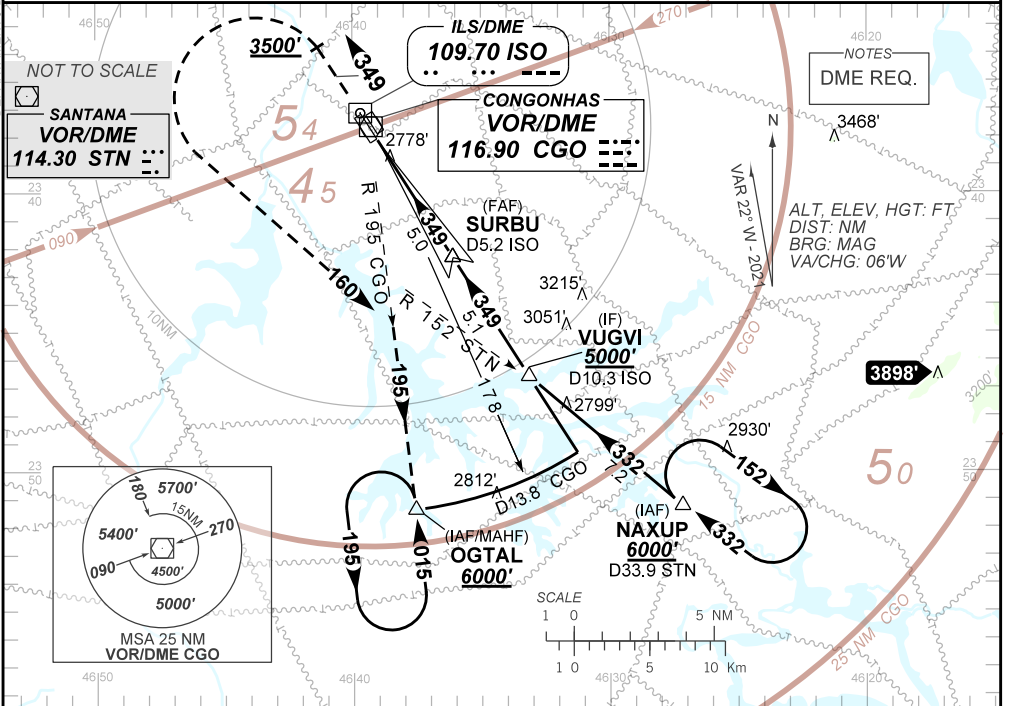 46 50
46 40
46 30
46 20
270
3500'
349
ILS/DME
109.70 ISO
NOTES
DME REQ.
NOT TO SCALE
SANTANA
VOR/DME
114.30 STN
CONGONHAS
VOR/DME
116.90 CGO
54
2778'
3468'
N
VAR 22° W - 202
45
23
40
23
40
R 195 CGO
349
5.0
(FAF)
SURBU
D5.2 ISO
ALT, ELEV, HGT: FT
DIST: NM
BRG: MAG
VA/CHG: 06'W
090
160
R 152 STN
5.1
349
3215'
3051'
10NM
(IF)
VUGVI
5000'
D10.3 ISO
15 NM CGO
3898'
3200'
178
195
2799'
332
7.2
2930'
152
50
23
50
23
50
2812'
D13.8 CGO
(IAF)
NAXUP
6000'
D33.9 STN
332
(IAF/MAHF)
OGTAL
6000'
195
015
180
5700'
15NM
270
5400'
090
4500'
5000'
MSA 25 NM
VOR/DME CGO
SCALE
1 0 5 NM
1 0 5 10 Km
25 NM CGO
46 50
46 40
46 30
46 20